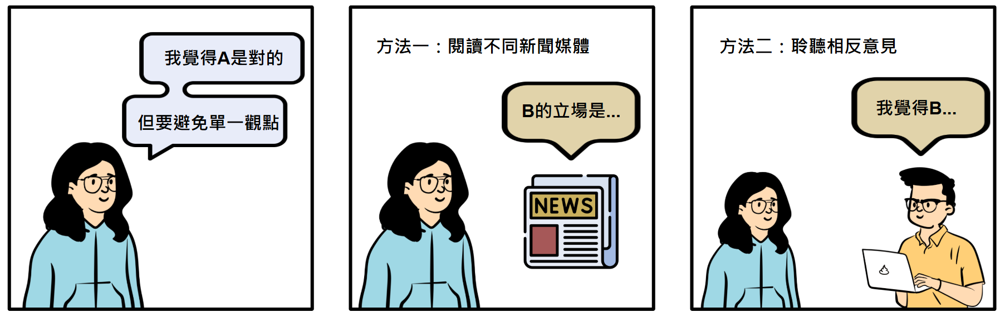 我覺得A是對的
但要避免單一觀點
方法一：閱讀不同新聞媒體
B的立場是...
NEWS
方法二：聆聽相反意見
我覺得B...